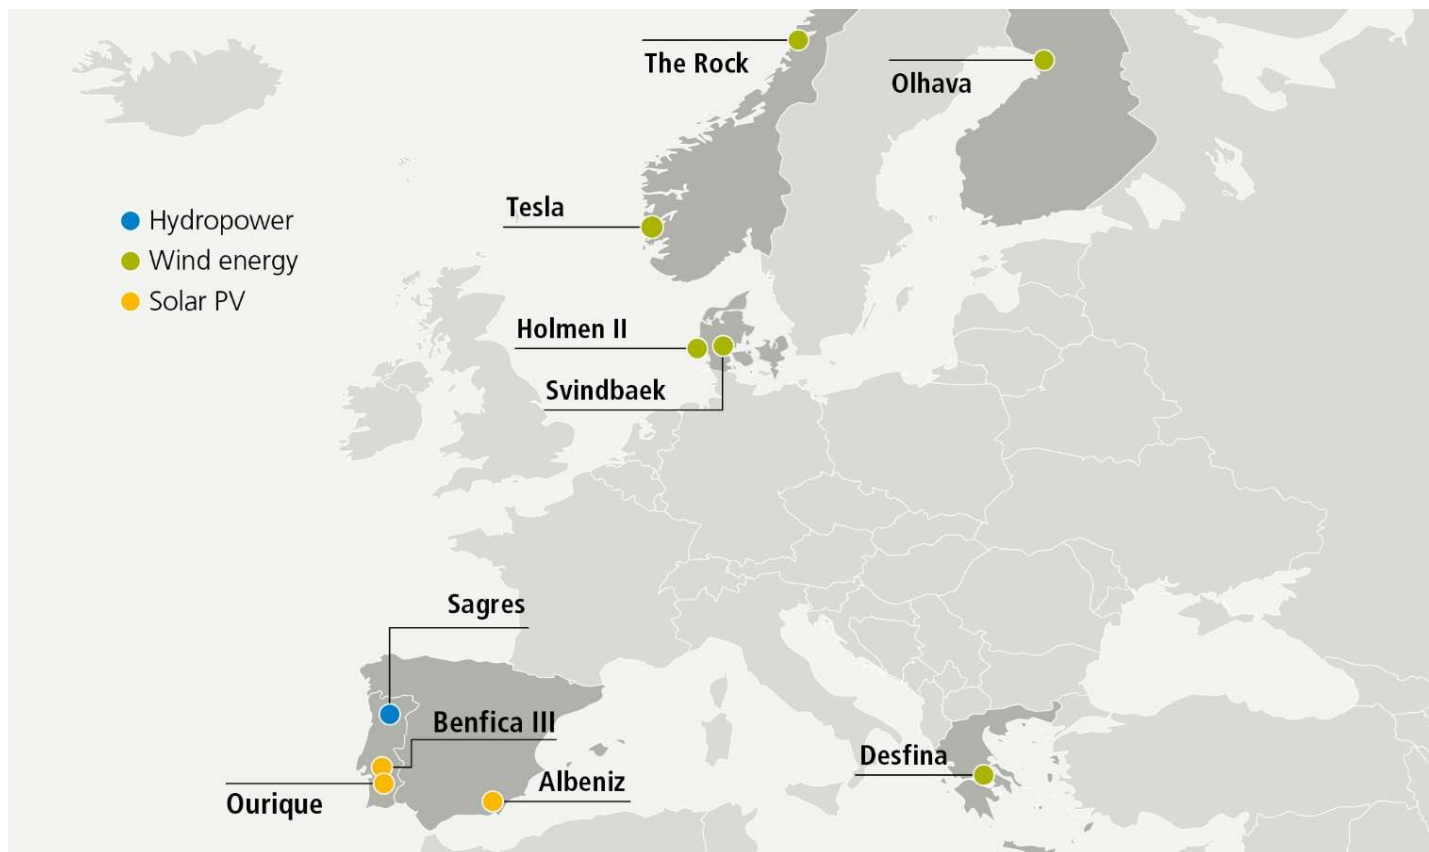 The Rock
Olhava
Tesla
Hydropower
Wind energy
Solar PV
Holmen II
Svindbaek
Sagres
Benfica III
Desfina
Albeniz
Ourique